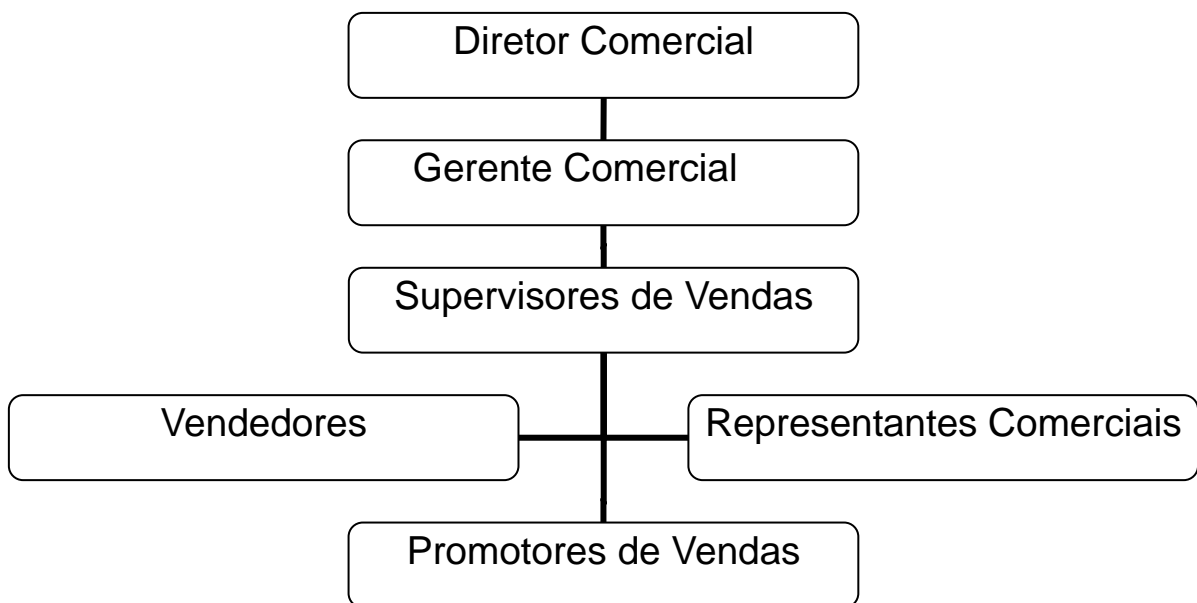 Diretor Comercial
Gerente Comercial
Supervisores de Vendas
Vendedores
Representantes Comerciais
Promotores de Vendas